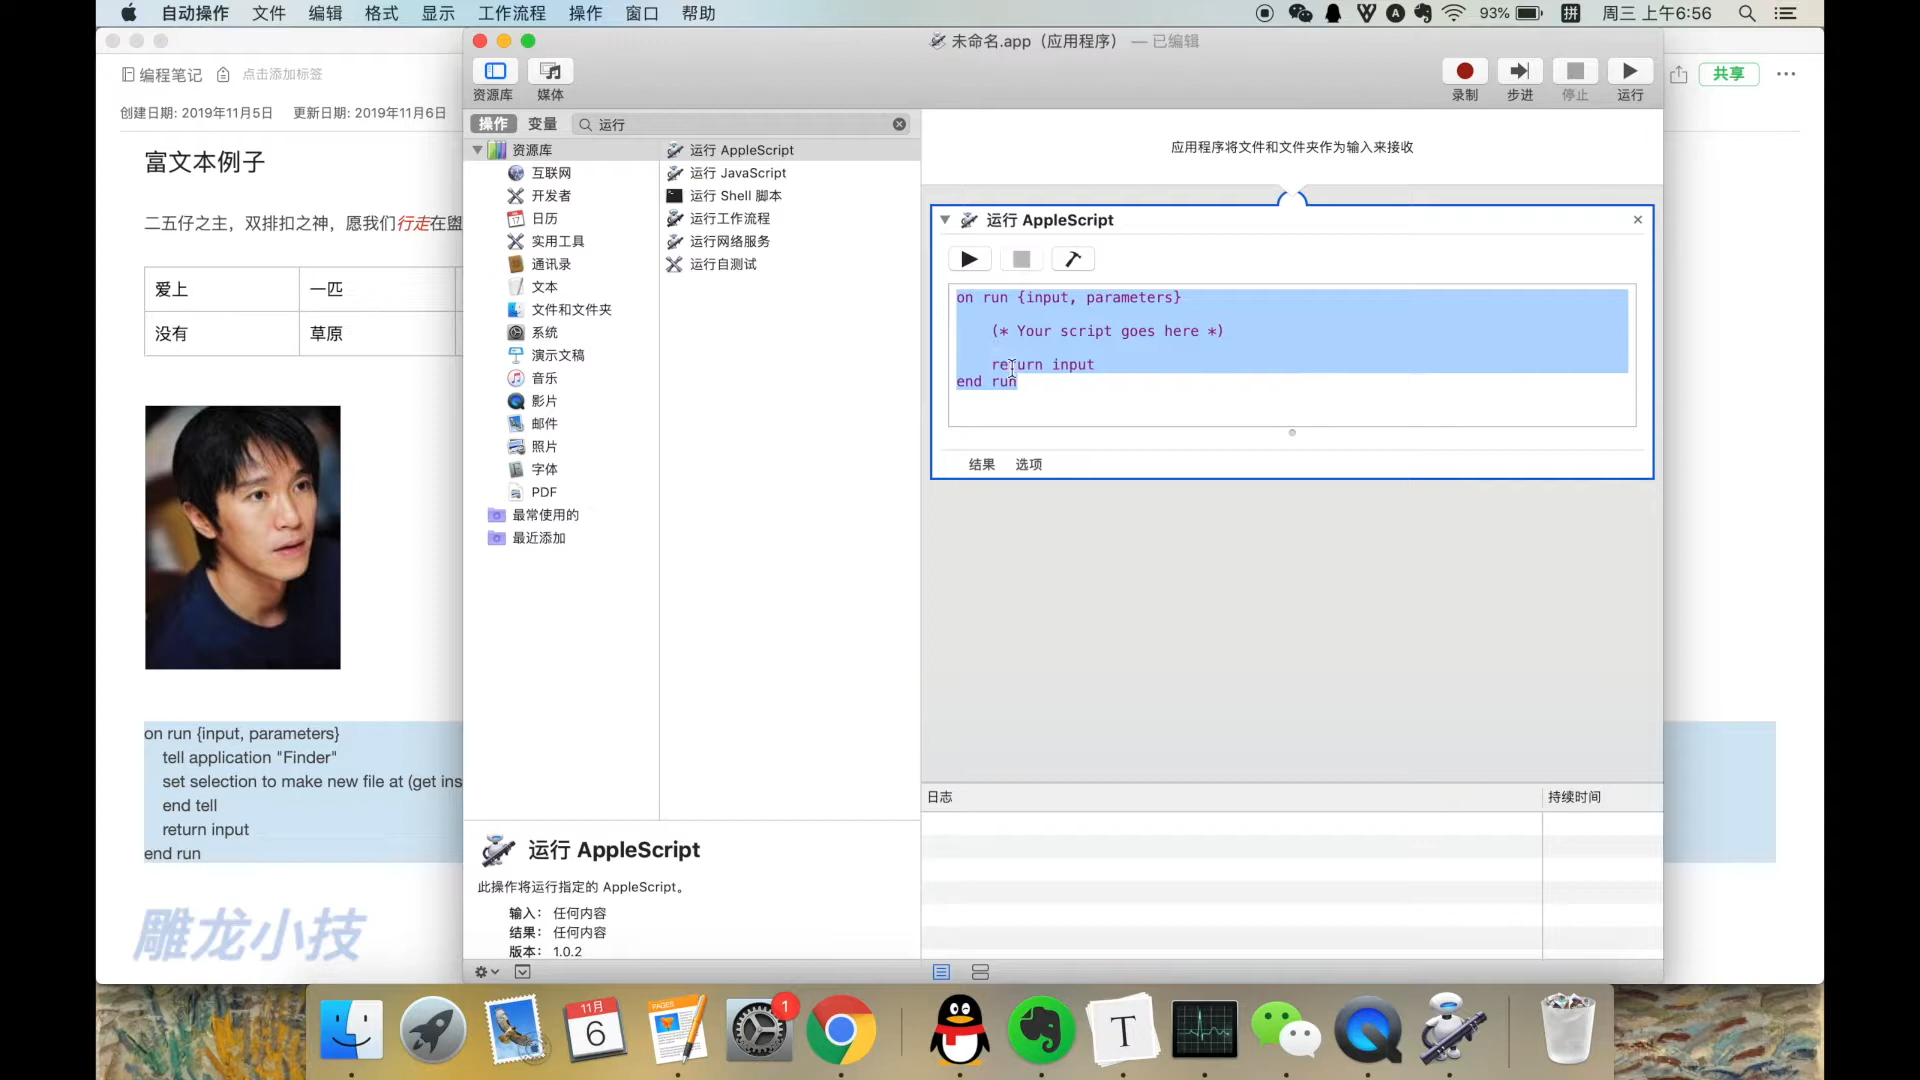 自动操作 文件 编辑 格式 显示 工作流程 操作 窗口 帮助
93% 拼 周三 上午6:56
编程笔记 点击添加标签
创建日期: 2019年11月5日 更新日期: 2019年11月6日
富文本例子
二五仔之主，双排扣之神，愿我们行走在
爱上 一匹
没有 草原
on run {input, parameters}
tell application "Finder"
set selection to make new file at (get ins
end tell
return input
end run
雕龙小技
未命名.app（应用程序） — 已编辑
资源库 媒体
录制 步进 停止 运行
共享
操作 变量 运行
资源库
互联网
开发者
日历
实用工具
通讯录
文本
文件和文件夹
系统
演示文稿
音乐
影片
邮件
照片
字体
PDF
最常使用的
最近添加
运行 AppleScript
运行 JavaScript
运行 Shell 脚本
运行工作流程
运行网络服务
运行自测试
运行 AppleScript
此操作将运行指定的 AppleScript。
输入： 任何内容
结果： 任何内容
版本： 1.0.2
应用程序将文件和文件夹作为输入来接收
运行 AppleScript
on run {input, parameters}
(* Your script goes here *)
return input
end run
结果 选项
日志 持续时间
11月
6
PAGES
1
T